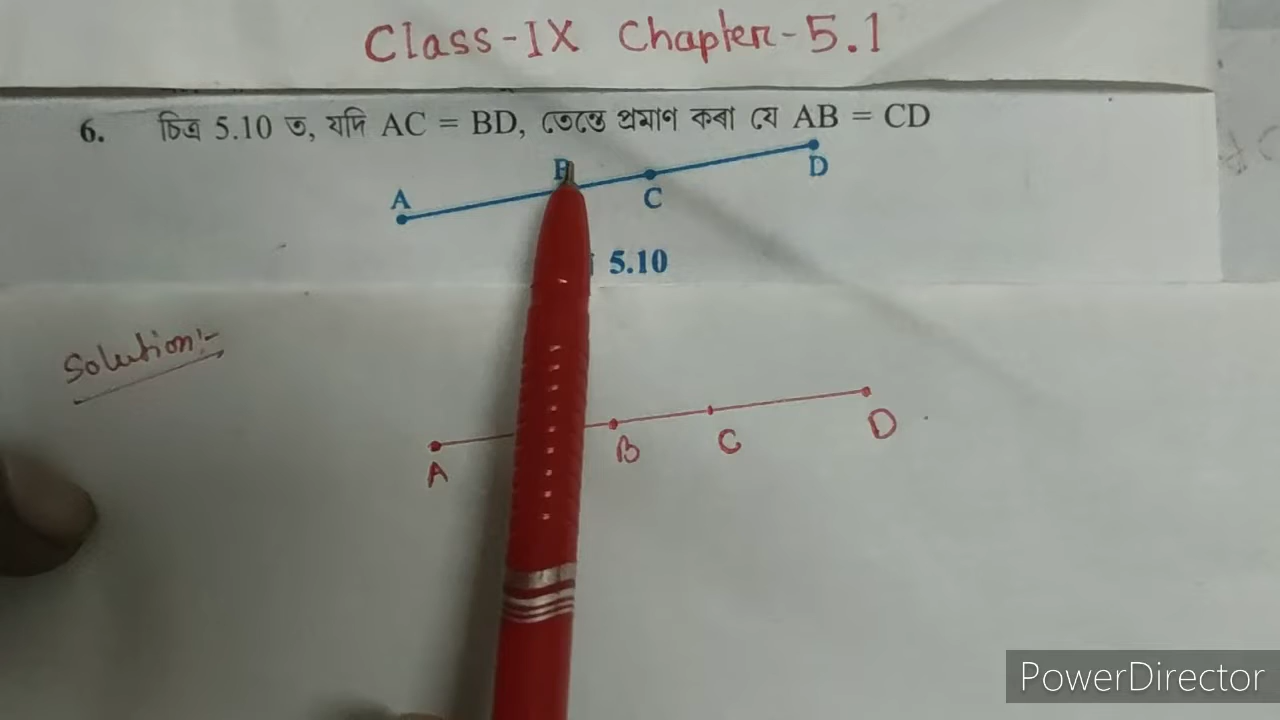 Class-IX Chapter-5.1
6. চিত্ৰ 5.10 ত, যদি AC = BD, তেন্তে প্ৰমাণ কৰা যে AB = CD
A
C
D
5.10
Solution:-
A
B
C
D
PowerDirector